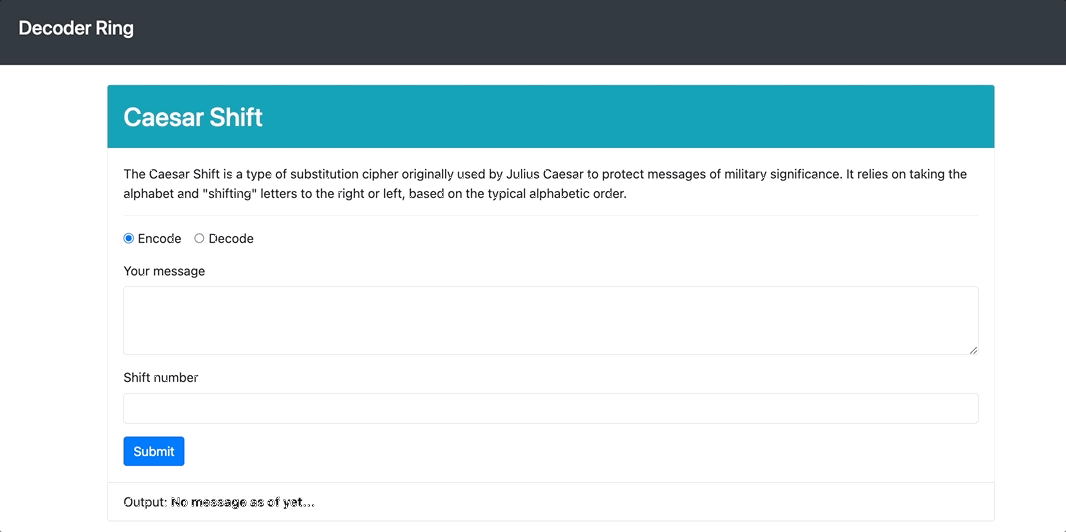 Decoder Ring
Caesar Shift
The Caesar Shift is a type of substitution cipher originally used by Julius Caesar to protect messages of military significance. It relies on taking the
alphabet and "shifting" letters to the right or left, based on the typical alphabetic order.
Encode Decode
Your message
Shift number
Submit
Output: No message as of yet...